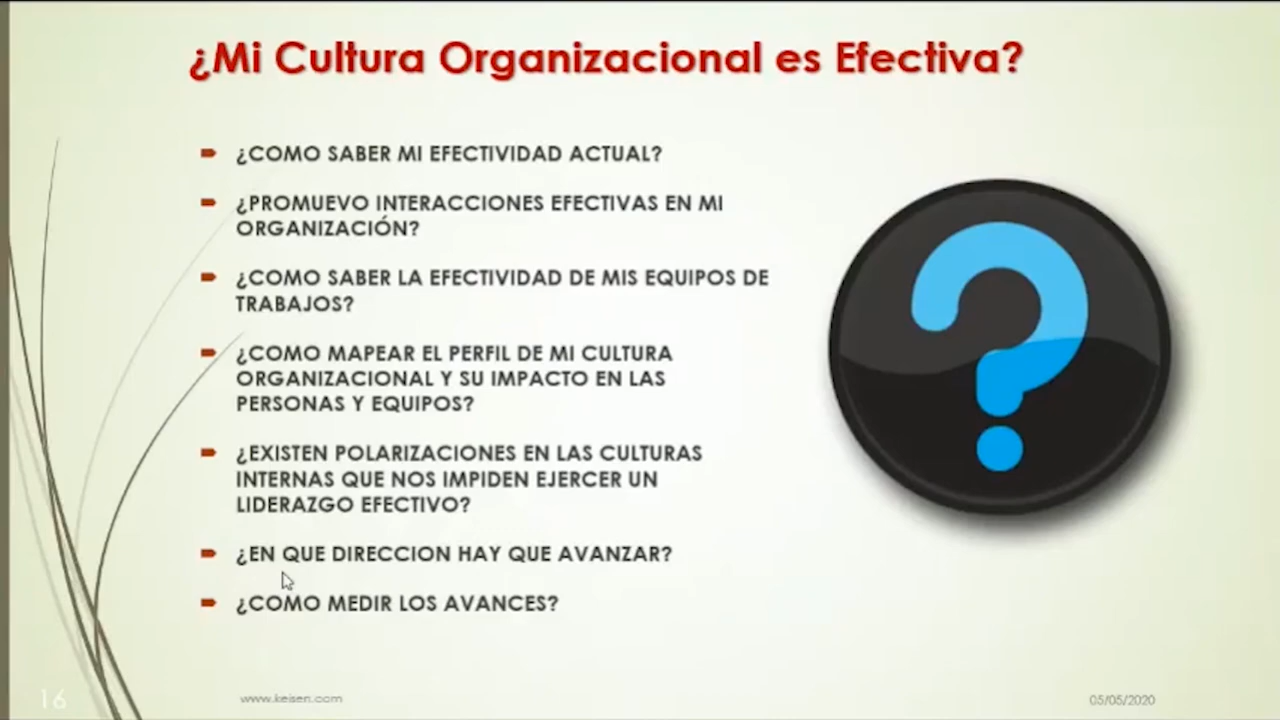 ¿Mi Cultura Organizacional es Efectiva?
¿COMO SABER MI EFECTIVIDAD ACTUAL?
¿PROMUEVO INTERACCIONES EFECTIVAS EN MI
ORGANIZACIÓN?
¿COMO SABER LA EFECTIVIDAD DE MIS EQUIPOS DE
TRABAJOS?
¿COMO MAPEAR EL PERFIL DE MI CULTURA
ORGANIZACIONAL Y SU IMPACTO EN LAS
PERSONAS Y EQUIPOS?
¿EXISTEN POLARIZACIONES EN LAS CULTURAS
INTERNAS QUE NOS IMPIDEN EJERCER UN
LIDERAZGO EFECTIVO?
¿EN QUE DIRECCION HAY QUE AVANZAR?
¿COMO MEDIR LOS AVANCES?
?
16
www.keisen.com
05/05/2020